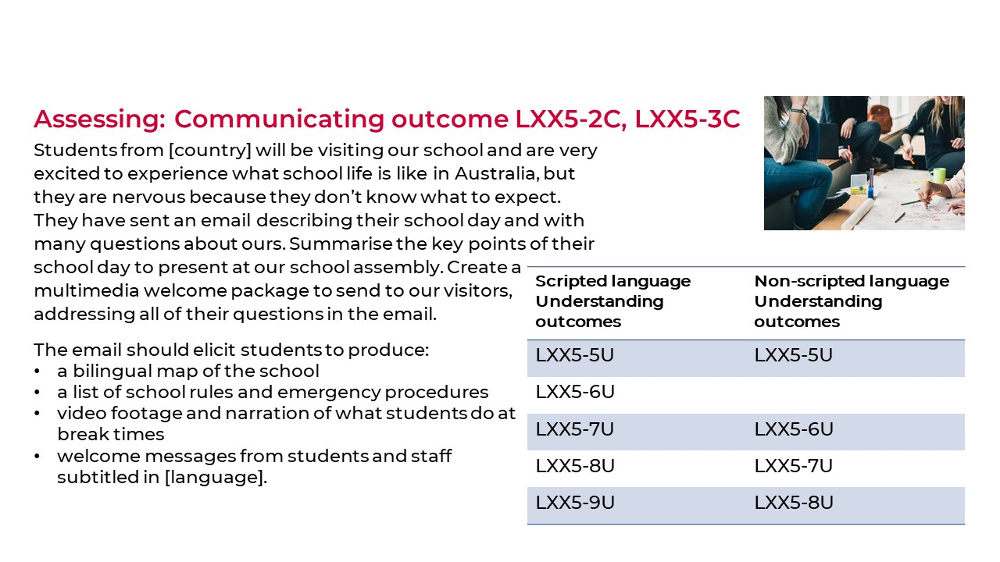 Assessing: Communicating outcome LXX5-2C, LXX5-3C
Students from [country] will be visiting our school and are very
excited to experience what school life is like in Australia, but
they are nervous because they don’t know what to expect.
They have sent an email describing their school day and with
many questions about ours. Summarise the key points of their
school day to present at our school assembly. Create a
multimedia welcome package to send to our visitors,
addressing all of their questions in the email.
The email should elicit students to produce:
• a bilingual map of the school
• a list of school rules and emergency procedures
• video footage and narration of what students do at
break times
• welcome messages from students and staff
subtitled in [language].
Scripted language
Understanding
outcomes
Non-scripted language
Understanding
outcomes
LXX5-5U LXX5-5U
LXX5-6U
LXX5-7U LXX5-6U
LXX5-8U LXX5-7U
LXX5-9U LXX5-8U